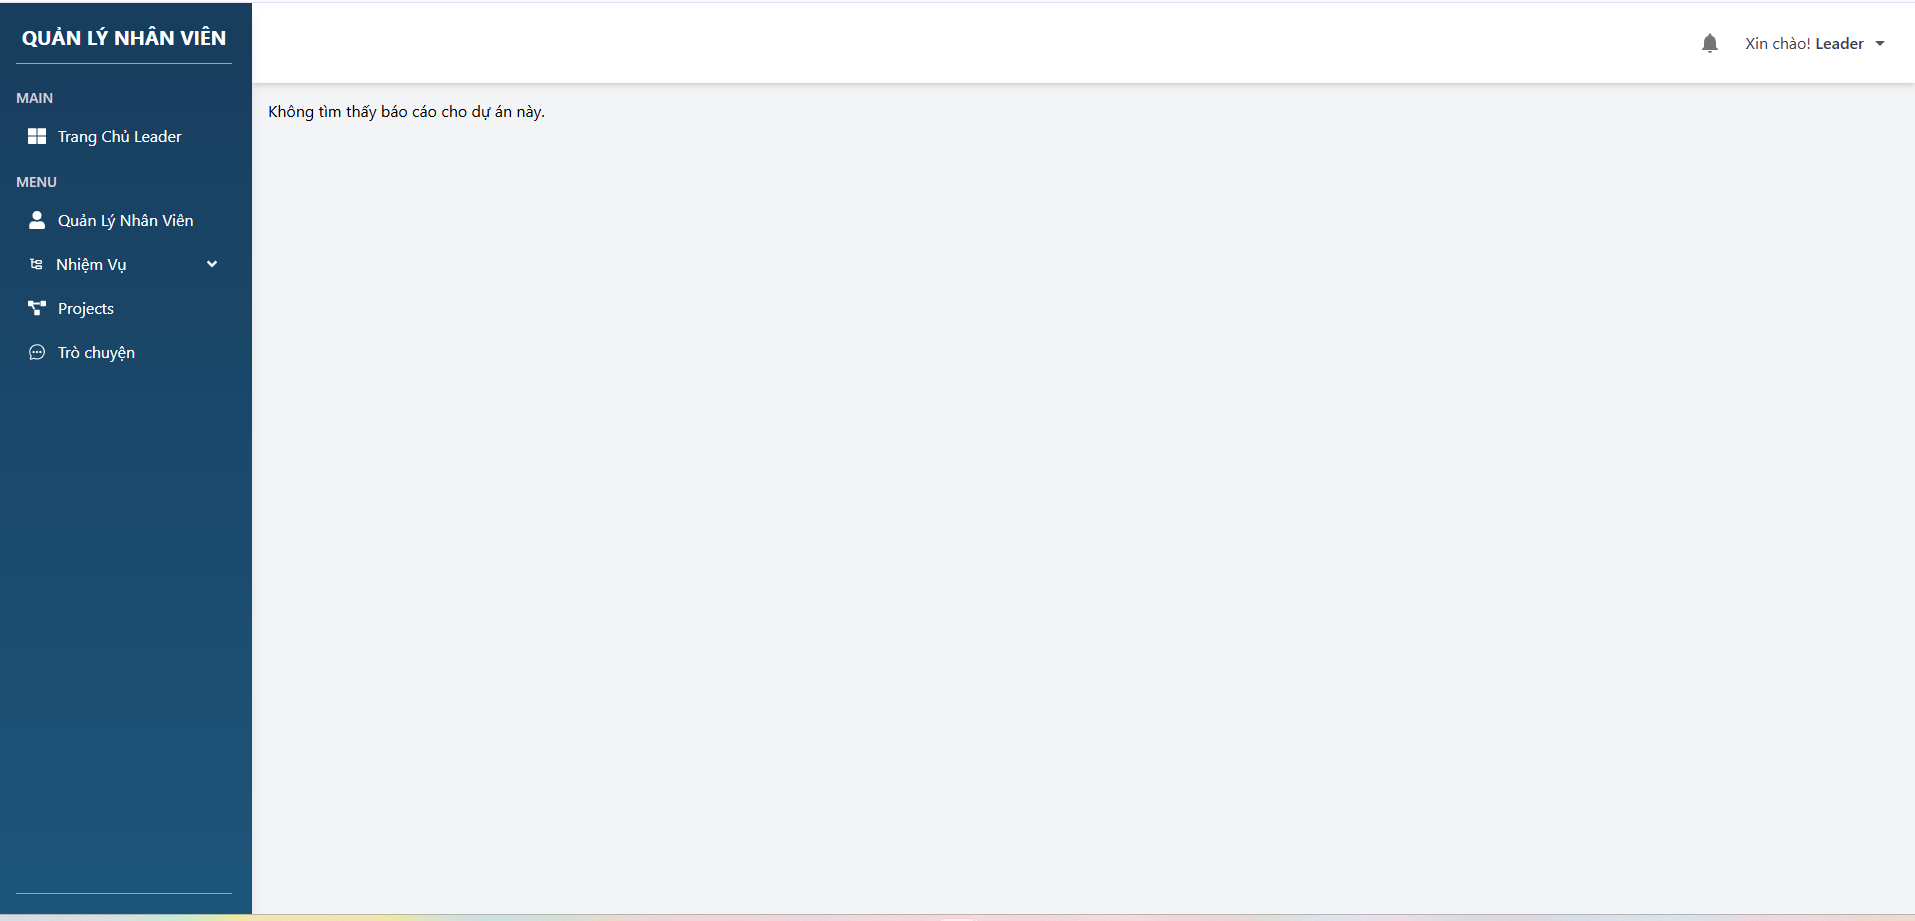 QUẢN LÝ NHÂN VIÊN
MAIN
Trang Chủ Leader
MENU
Quản Lý Nhân Viên
Nhiệm Vụ
Projects
Trò chuyện
Xin chào! Leader
Không tìm thấy báo cáo cho dự án này.